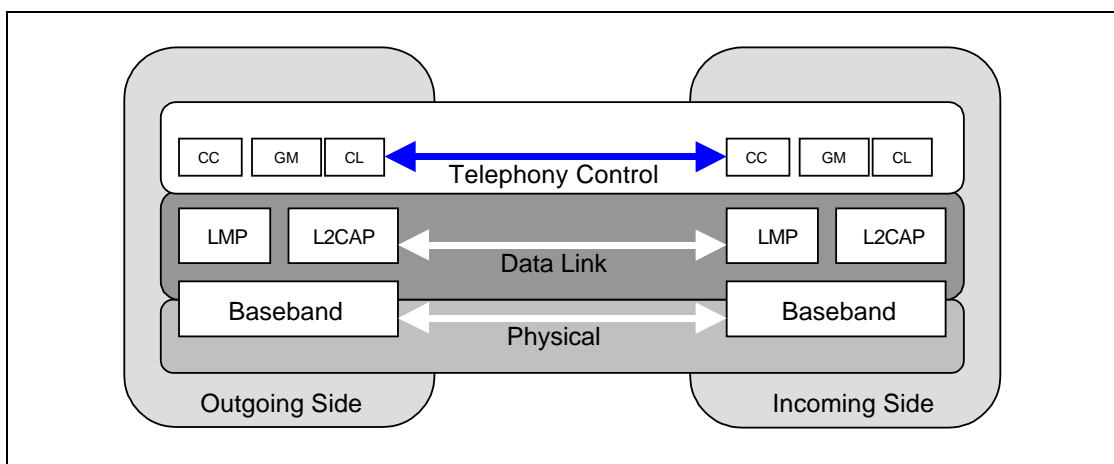 CC GM CL CC GM CL
Telephony Control
LMP L2CAP LMP L2CAP
Data Link
Baseband Baseband
Physical
Outgoing Side Incoming Side